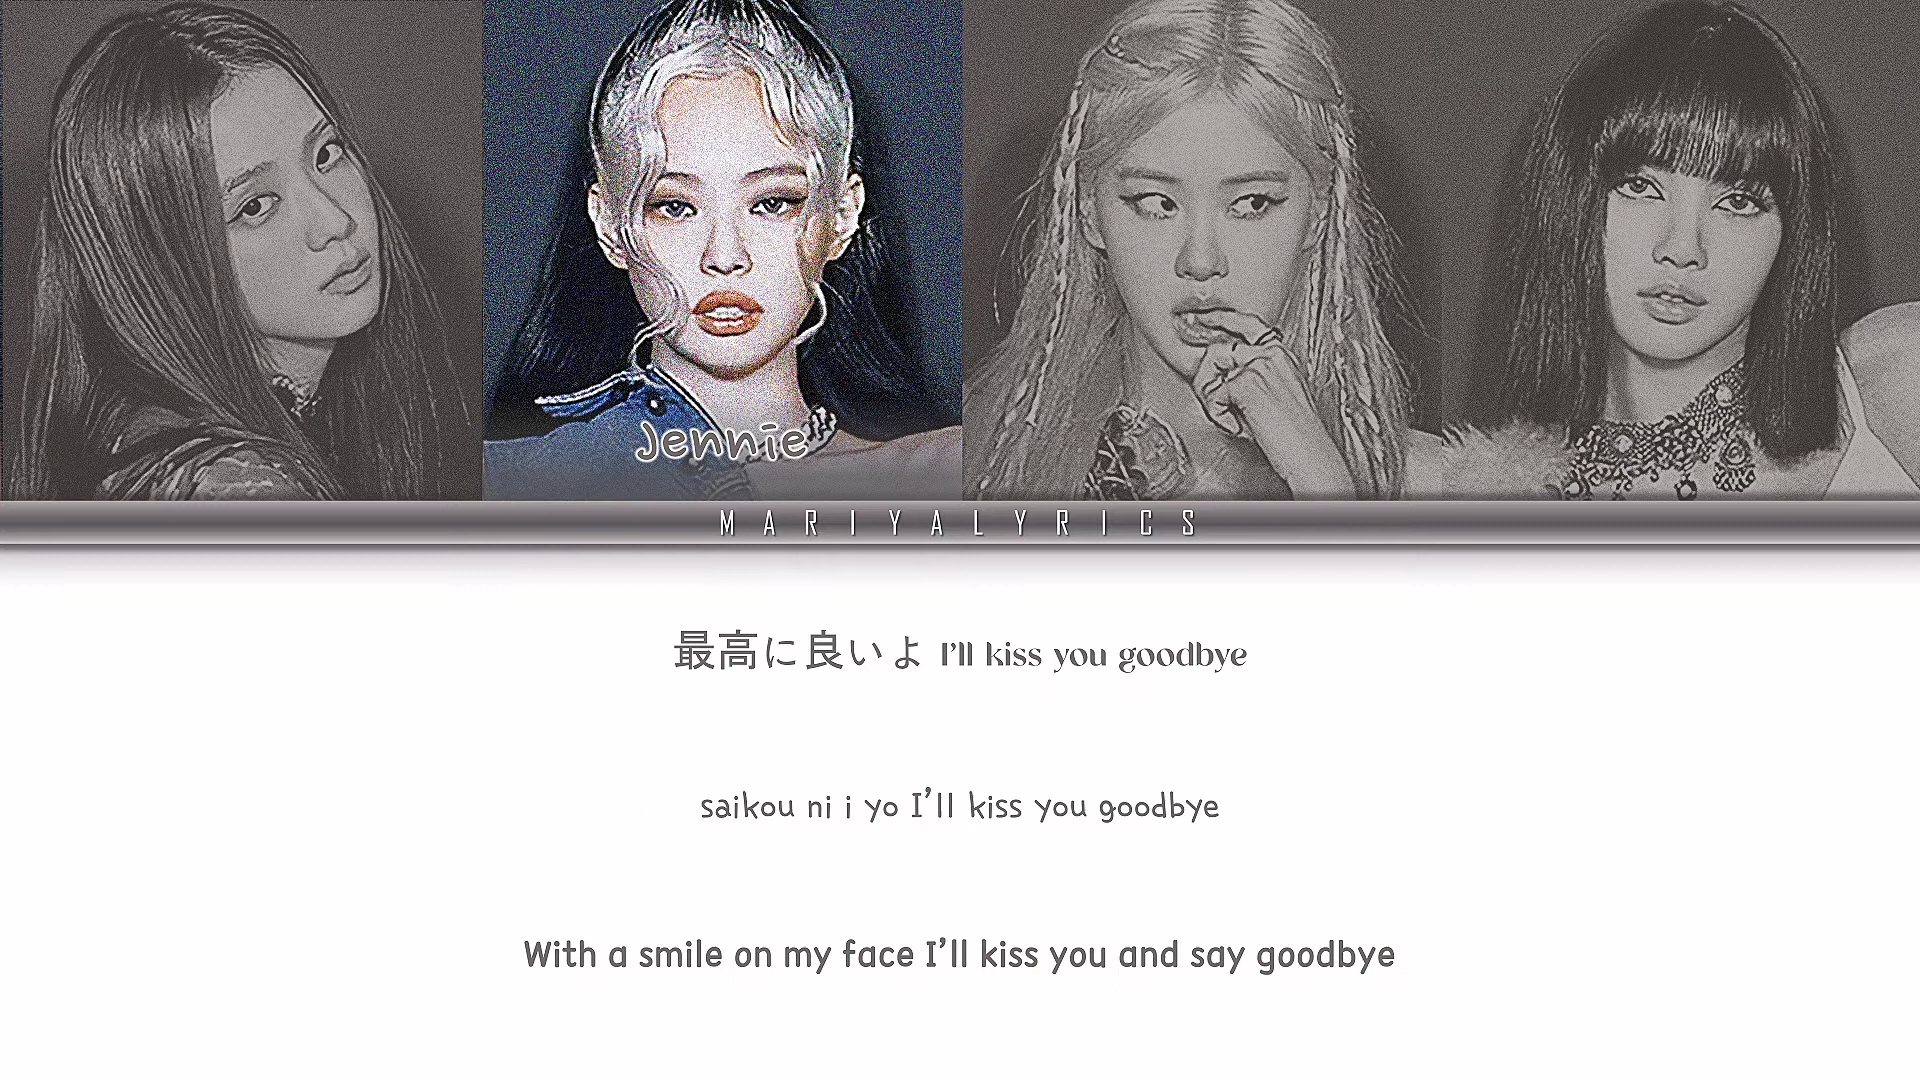 Jennie
MARIYALYRICS
最高に良いよ I'll kiss you goodbye
saikou ni i yo I'll kiss you goodbye
With a smile on my face I'll kiss you and say goodbye